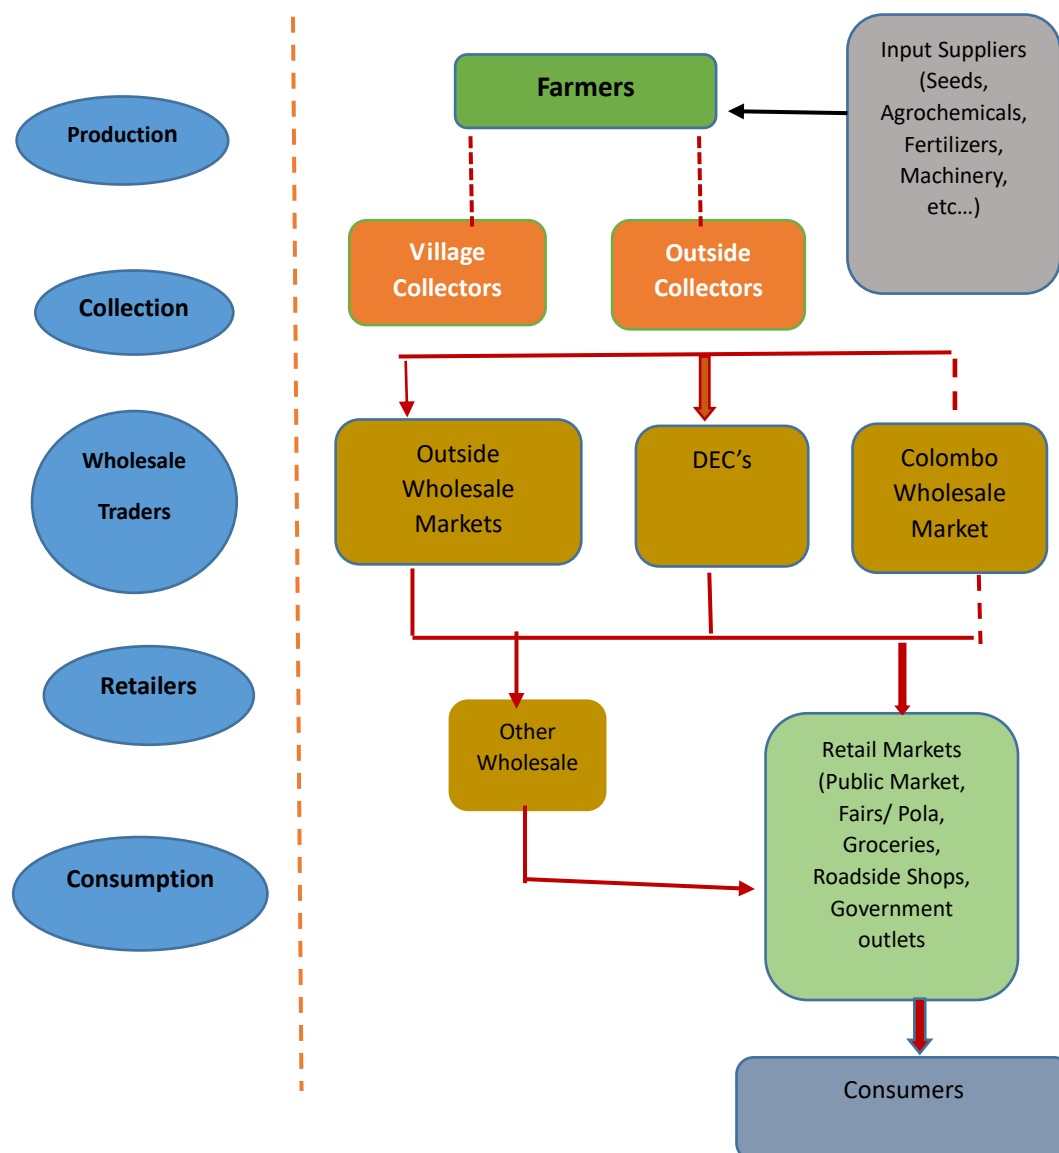 Production
Collection
Wholesale
Traders
Retailers
Consumption
Farmers
Input Suppliers
(Seeds,
Agrochemicals,
Fertilizers,
Machinery,
etc…)
Village
Collectors
Outside
Collectors
Outside
Wholesale
Markets
DEC’s
Colombo
Wholesale
Market
Other
Wholesale
Retail Markets
(Public Market,
Fairs/ Pola,
Groceries,
Roadside Shops,
Government
outlets
Consumers